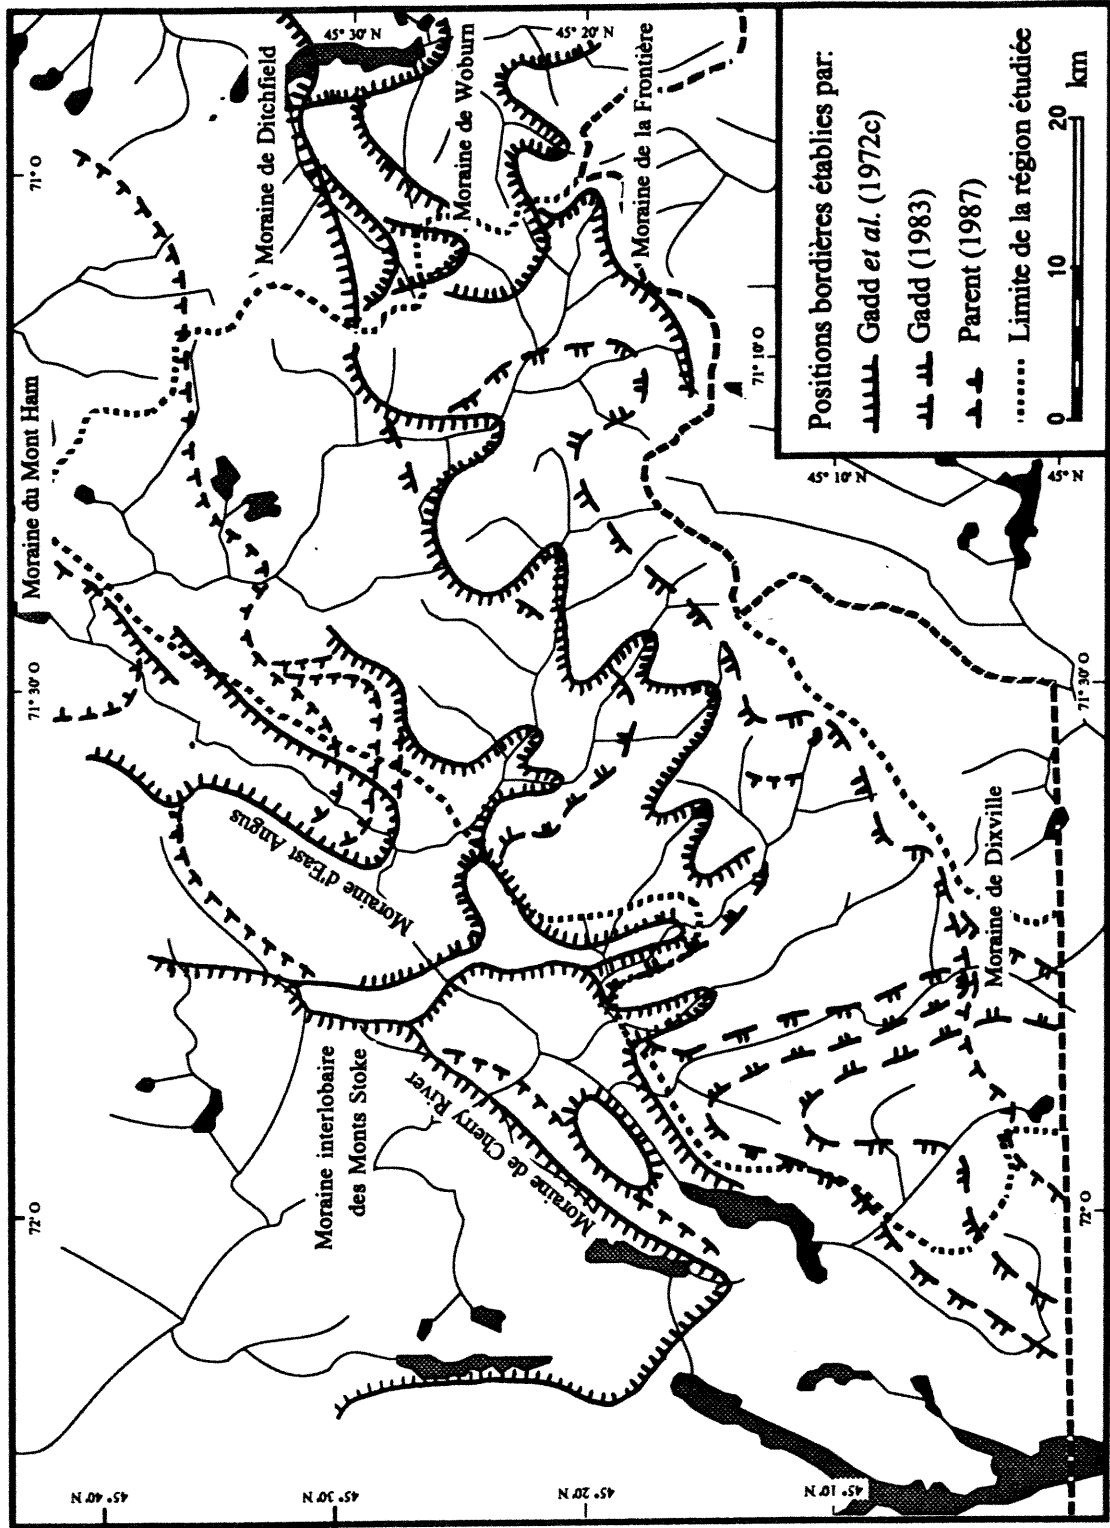 Moraine du Mont Ham
71° O
Moraine de Ditchfield
45° 30' N
Moraine de Woburn
45° 20' N
Moraine de la Frontière
71° 30' O
Moraine d'East Angus
71° 10' O
45° 10' N
45° N
Moraine interlobaire
des Monts Stoke
Moraine de Cherry River
Moraine de Dixville
71° 30' O
72° O
72° O
45° 40' N
45° 30' N
45° 20' N
45° 10' N
Positions bordières établies par:
Gadd et al. (1972c)
Gadd (1983)
Parent (1987)
Limite de la région étudiée
0 10 20
km